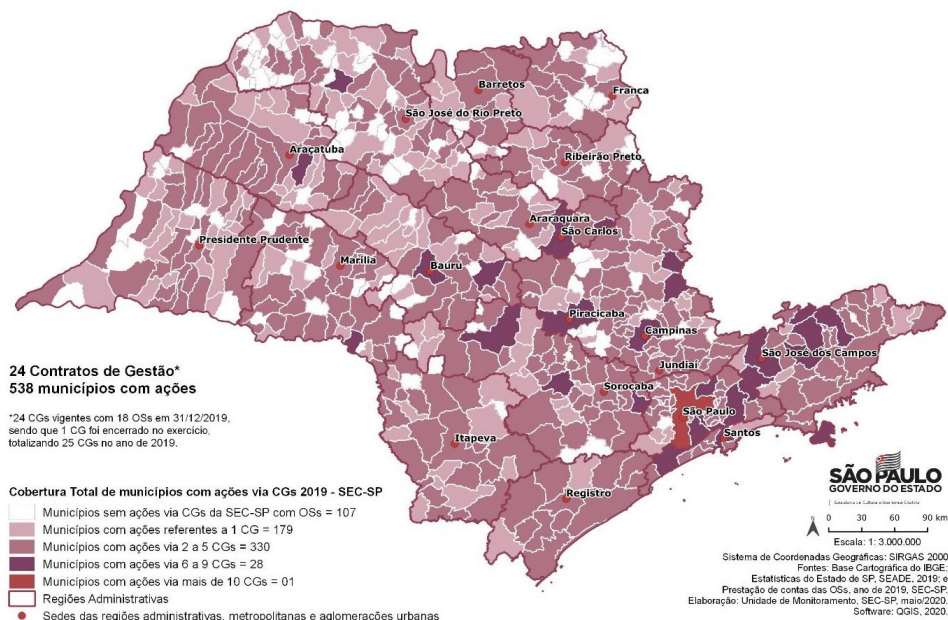 Barretos
Franca
São José do Rio Preto
Araçatuba
Ribeirão Preto
Araraquara
São Carlos
Presidente Prudente
Marília
Bauru
Piracicaba
Campinas
São José dos Campos
Jundiaí
Sorocaba
São Paulo
Santos
Itapeva
Registro
24 Contratos de Gestão*
538 municípios com ações
*24 CGs vigentes com 18 OSs em 31/12/2019,
sendo que 1 CG foi encerrado no exercício,
totalizando 25 CGs no ano de 2019.
Cobertura Total de municípios com ações via CGs 2019 - SEC-SP
Municípios sem ações via CGs da SEC-SP com OSs = 107
Municípios com ações referentes a 1 CG = 179
Municípios com ações via 2 a 5 CGs = 330
Municípios com ações via 6 a 9 CGs = 28
Municípios com ações via mais de 10 CGs = 01
Regiões Administrativas
Sedes das regiões administrativas, metropolitanas e aglomerações urbanas
SÃO PAULO
GOVERNO DO ESTADO
Secretaria de Cultura e Economia Criativa
N
0 30 60 90 km
Escala: 1: 3.000.000
Sistema de Coordenadas Geográficas: SIRGAS 2000
Fontes: Base Cartográfica do IBGE;
Estatísticas do Estado de SP, SEADE, 2019; e
Prestação de contas das OSs, ano de 2019, SEC-SP.
Elaboração: Unidade de Monitoramento, SEC-SP, maio/2020.
Software: QGIS, 2020.